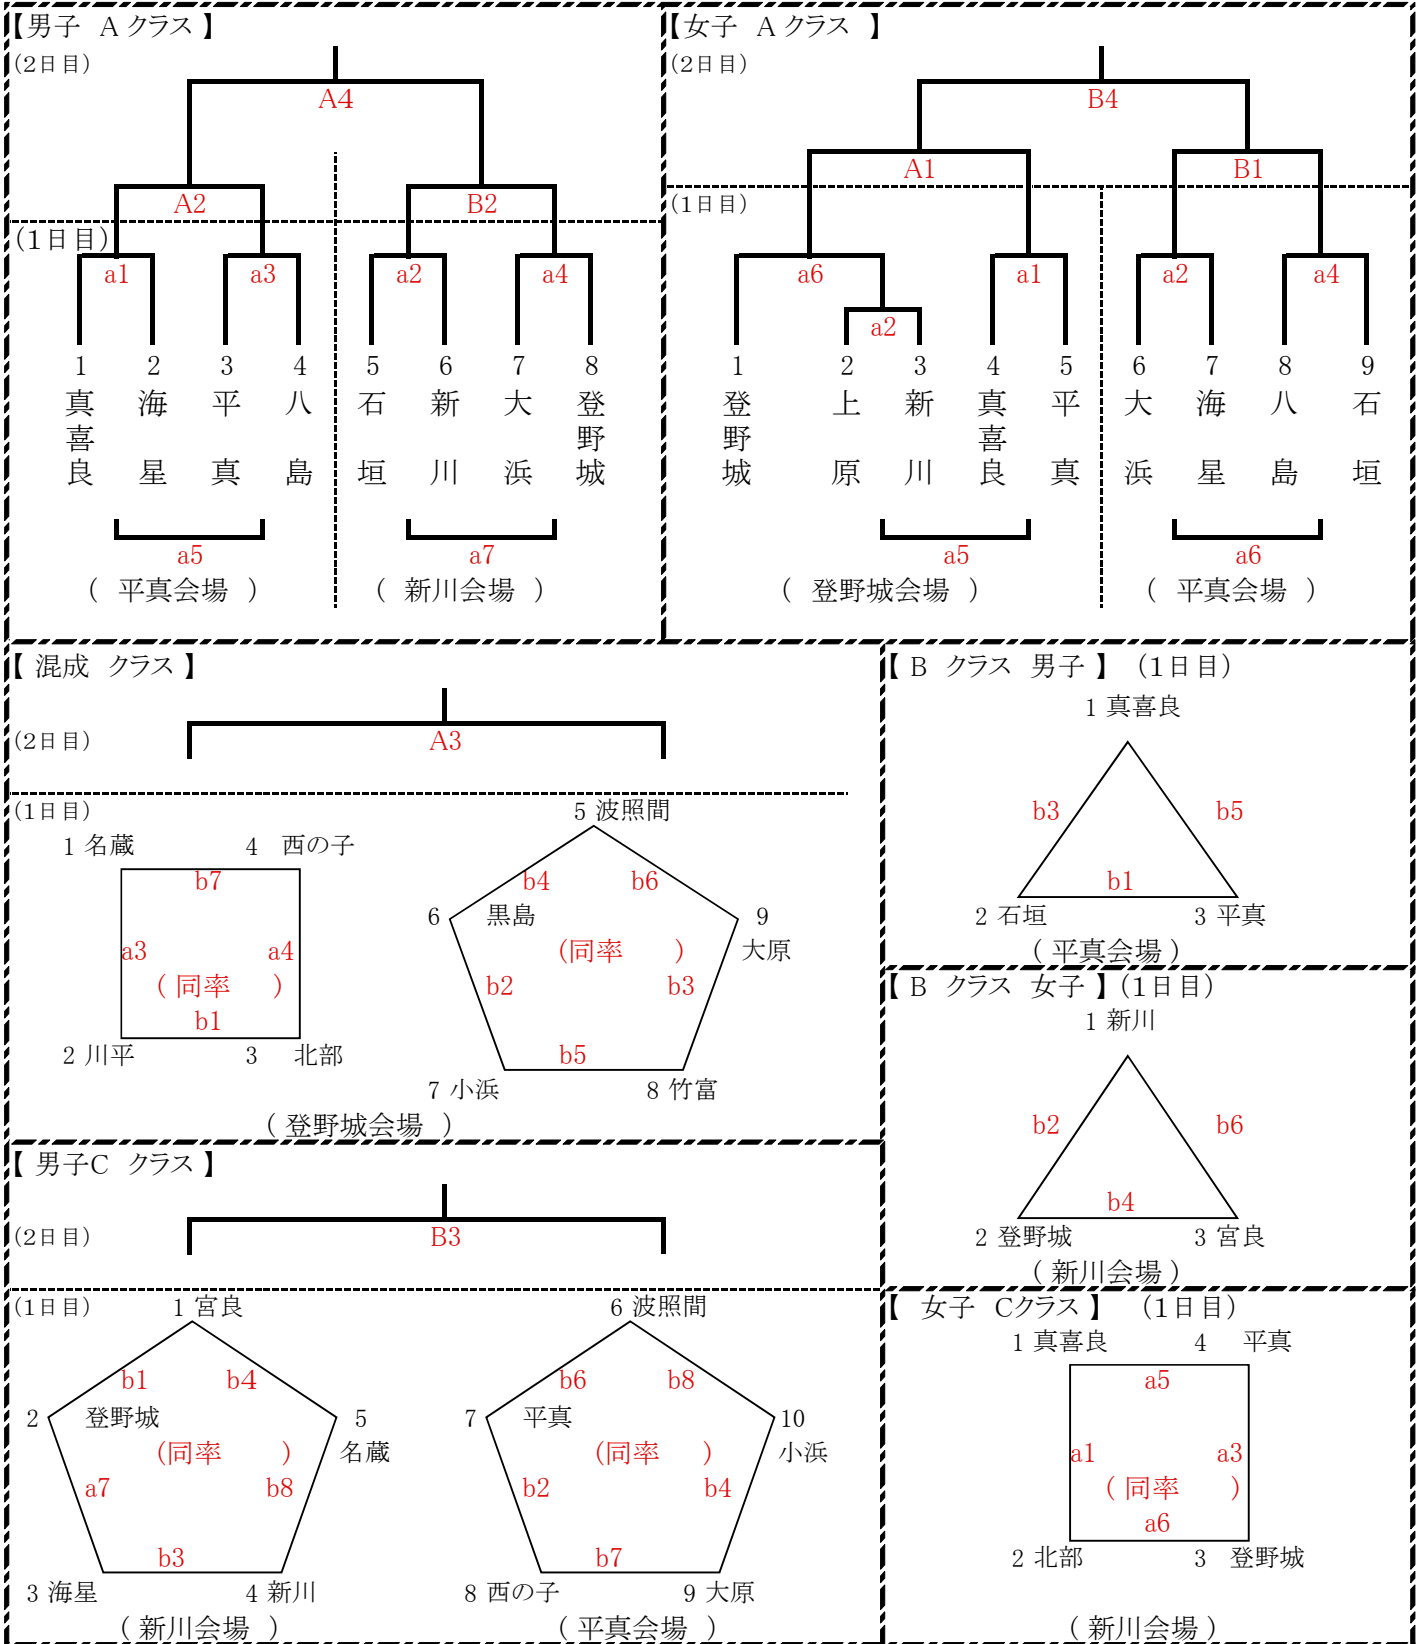 【男子 Aクラス】
(2日目)
A4
A2 B2
(1日目)
a1 a3 a2 a4
1 2 3 4 5 6 7 8
真喜良 海星 平真 八島 石垣 新川 大浜 登野城
a5 a7
( 平真会場 ) ( 新川会場 )
【女子 Aクラス 】
(2日目)
B4
A1 B1
(1日目)
a6 a1 a2 a4
a2
1 2 3 4 5 6 7 8 9
登野城 上原 新川 真喜良 平真 大浜 海星 八島 石垣
a5 a6
( 登野城会場 ) ( 平真会場 )
【 混成 クラス 】
(2日目)
A3
(1日目)
1 名蔵 4 西の子
b7
a3 a4
( 同率 )
b1
2 川平 3 北部
5 波照間
b4 b6
6 黒島 9
(同率 ) 大原
b2 b3
b5
7 小浜 8 竹富
( 登野城会場 )
【 B クラス 男子 】 (1日目)
1 真喜良
b3 b5
b1
2 石垣 3 平真
( 平真会場 )
【 B クラス 女子 】(1日目)
1 新川
b2 b6
b4
2 登野城 3 宮良
( 新川会場 )
【 男子C クラス 】
(2日目)
B3
(1日目)
1 宮良
b1 b4
2 登野城 5
(同率 ) 名蔵
a7 b8
b3
3 海星 4 新川
( 新川会場 )
6 波照間
b6 b8
7 平真 10
(同率 ) 小浜
b2 b4
b7
8 西の子 9 大原
( 平真会場 )
【 女子 Cクラス 】 (1日目)
1 真喜良 4 平真
a5
a1 a3
( 同率 )
a6
2 北部 3 登野城
( 新川会場 )